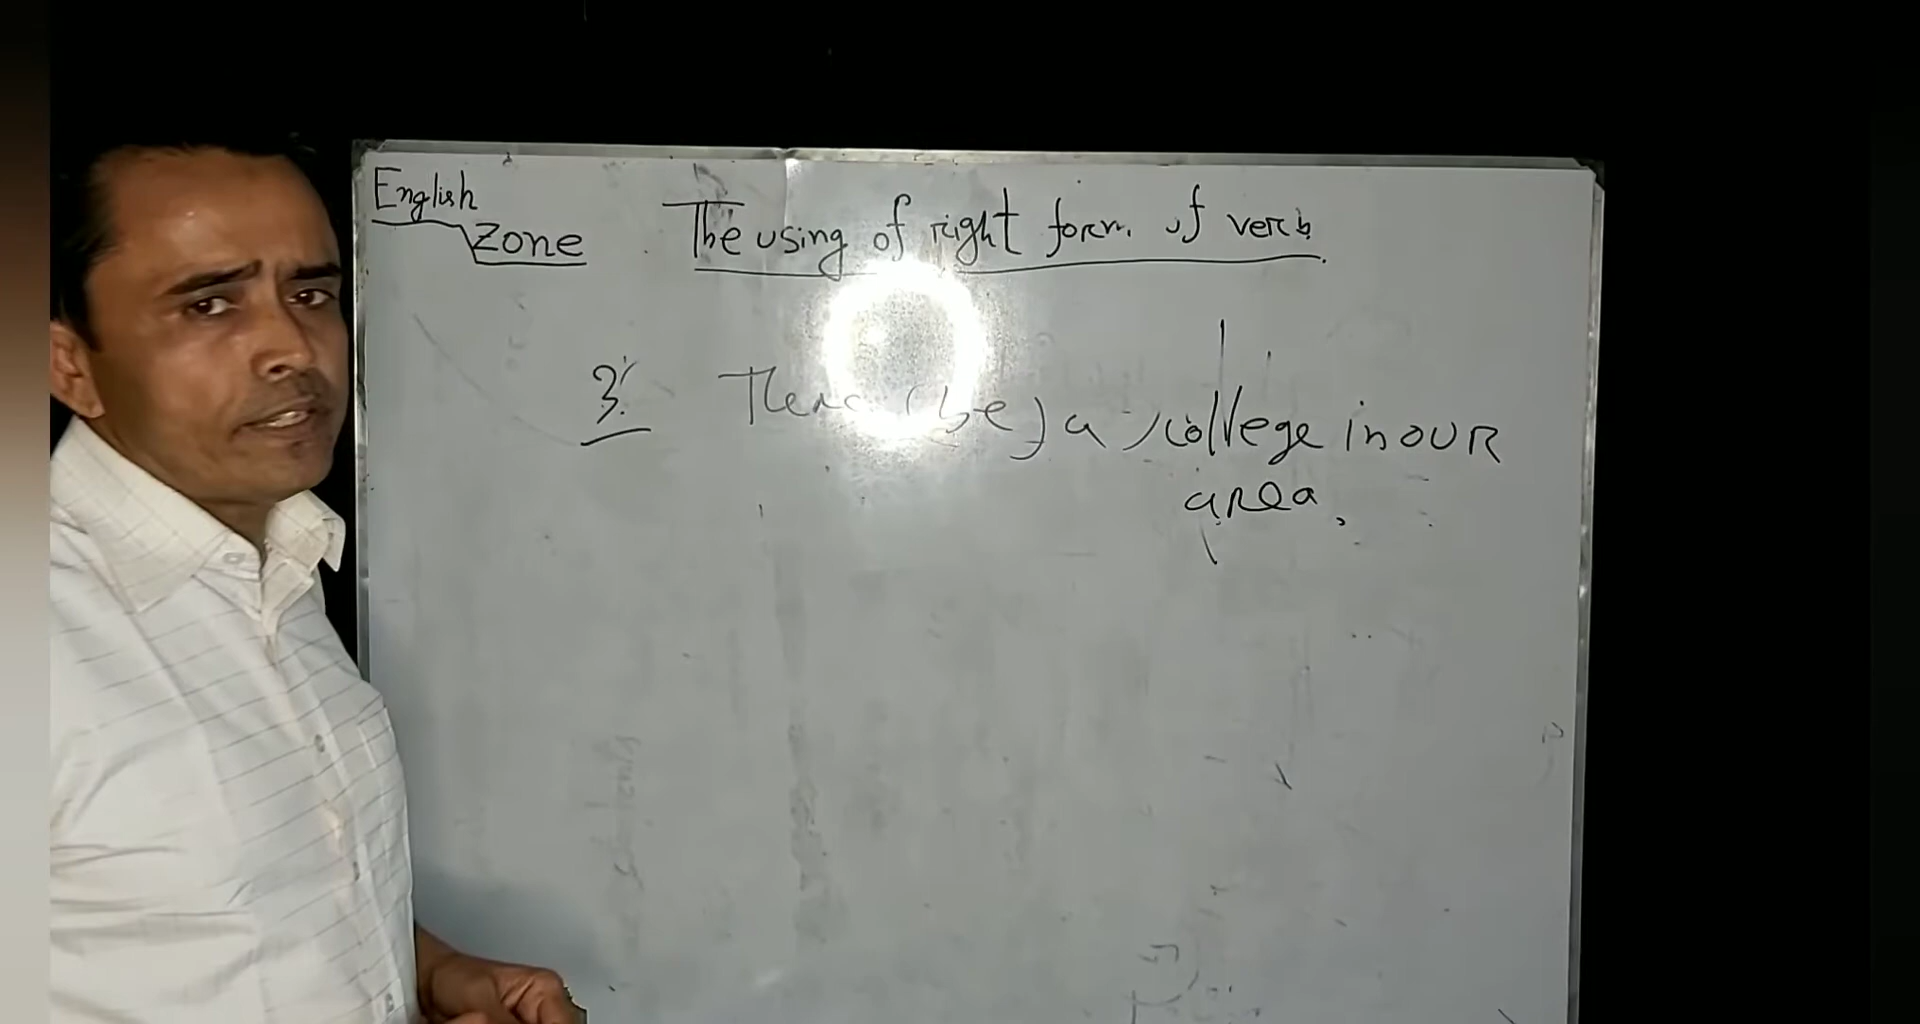 English
Zone
The using of right form of verb.
3. There (be) a college in our
area.